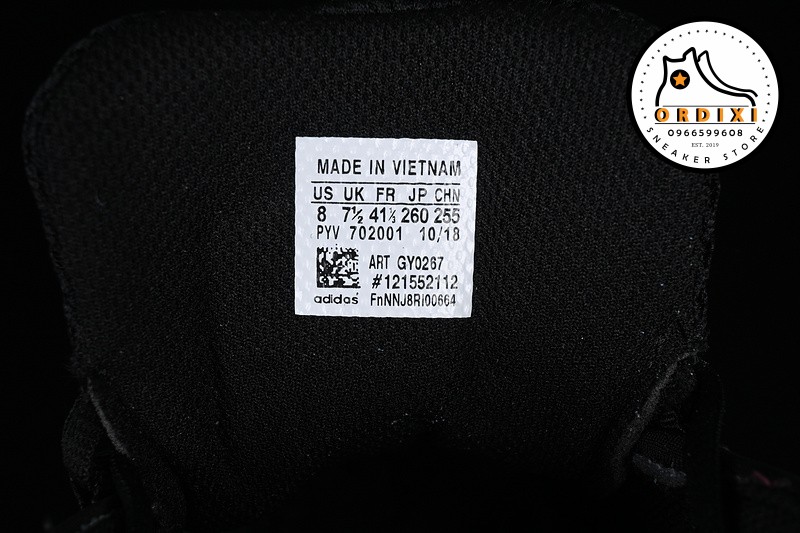 MADE IN VIETNAM
US UK FR JP CHN
8 7½ 41⅓ 260 255
PYV 702001 10/18
ART GY0267
#121552112
adidas FnNNJ8RI00664
ORDIXI
0966599608
EST. 2019
SNEAKER STORE